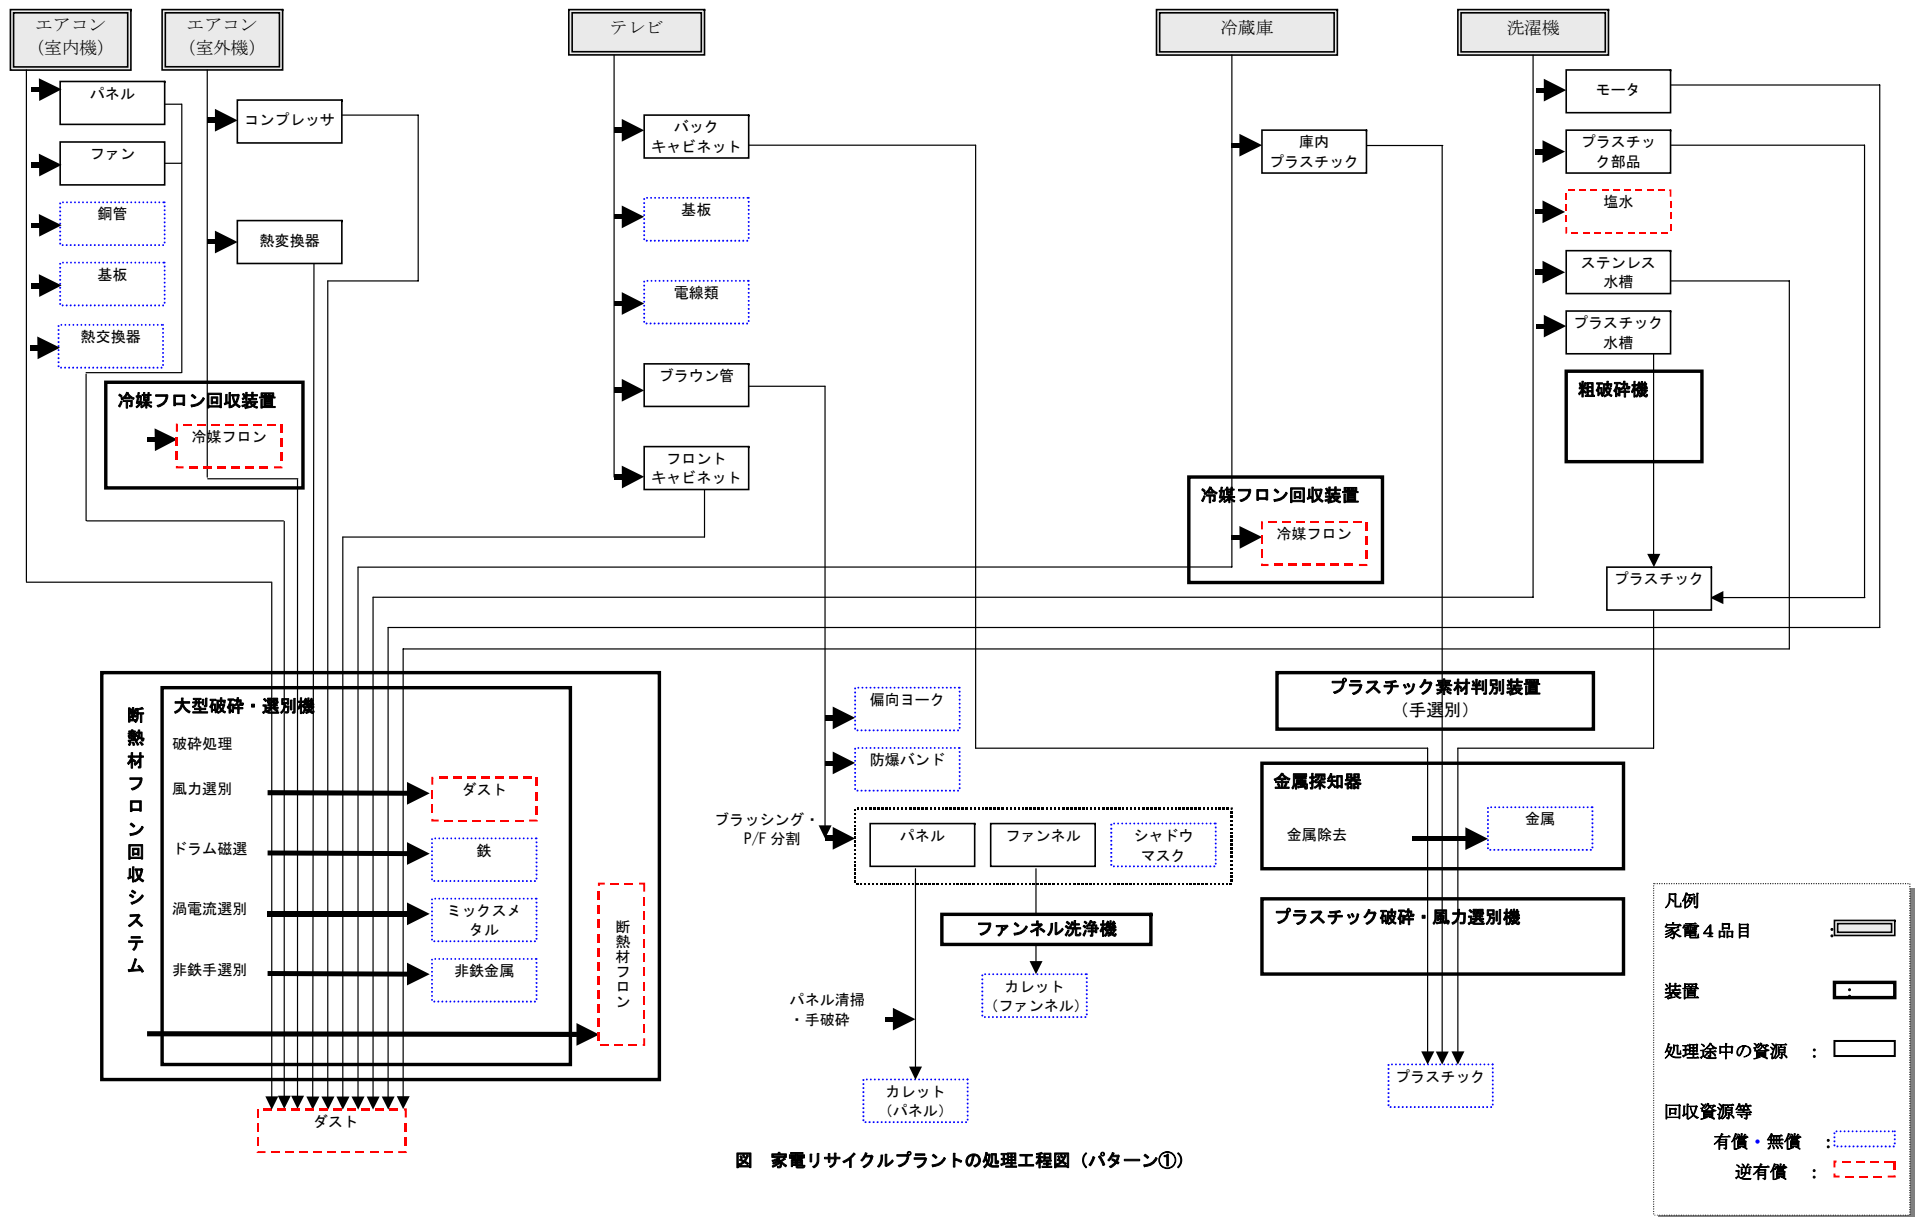 エアコン
（室内機）
エアコン
（室外機）
テレビ
冷蔵庫
洗濯機
パネル
ファン
銅管
基板
熱交換器
コンプレッサ
熱変換器
冷媒フロン回収装置
冷媒フロン
バック
キャビネット
基板
電線類
ブラウン管
フロント
キャビネット
庫内
プラスチック
冷媒フロン回収装置
冷媒フロン
モータ
プラスチッ
ク部品
塩水
ステンレス
水槽
プラスチック
水槽
粗破砕機
プラスチック
断熱材フロン回収システム
大型破砕・選別機
破砕処理
風力選別
ダスト
ドラム磁選
鉄
渦電流選別
ミックスメ
タル
非鉄手選別
非鉄金属
断熱材フロン
ダスト
偏向ヨーク
防爆バンド
ブラッシング・
P/F 分割
パネル
ファンネル
シャドウ
マスク
ファンネル洗浄機
カレット
（ファンネル）
パネル清掃
・手破砕
カレット
（パネル）
プラスチック素材判別装置
（手選別）
金属探知器
金属除去
金属
プラスチック破砕・風力選別機
プラスチック
凡例
家電４品目　：
装置　：
処理途中の資源　：
回収資源等
有償・無償　：
逆有償　：
図　家電リサイクルプラントの処理工程図（パターン①）